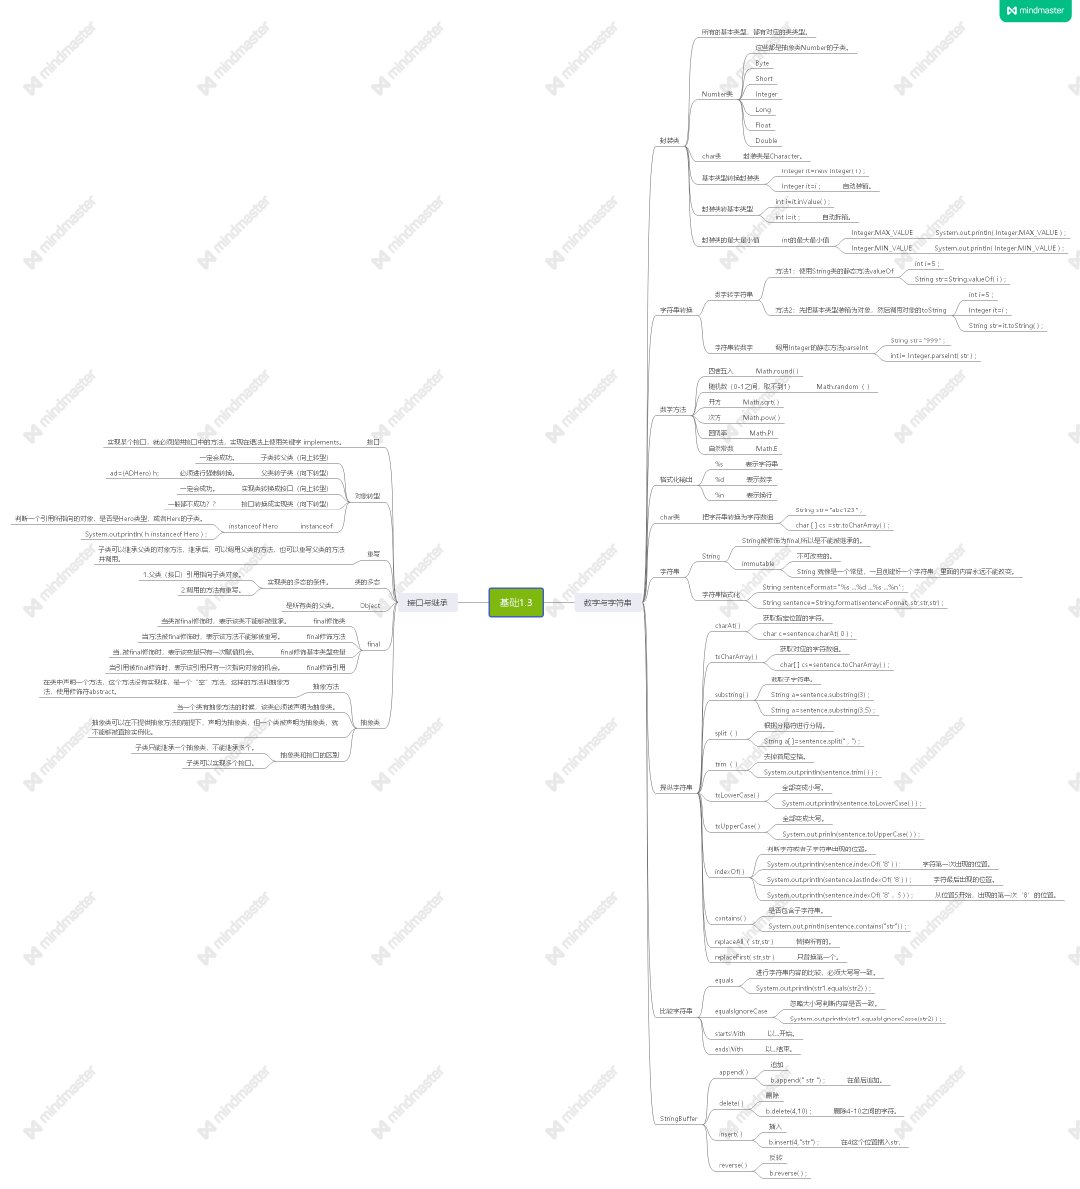 mindmaster
基础1.3
接口与继承
接口
实现某个接口，就必须提供接口中的方法，实现在语法上使用关键字 implements。
对象转型
子类转父类（向上转型）
一定会成功。
父类转子类（向下转型）
必须进行强制转换。
ad=(ADHero) h;
实现类转换成接口（向上转型）
一定会成功。
接口转换成实现类（向下转型）
一般都不成功？？
instanceof
instanceof Hero
判断一个引用所指向的对象，是否是Hero类型，或者Hero的子类。
System.out.println( h instanceof Hero ) ;
重写
子类可以继承父类的对象方法，继承后，可以调用父类的方法，也可以重写父类的方法
并调用。
类的多态
实现类的多态的条件。
1.父类（接口）引用指向子类对象。
2.调用的方法有重写。
Object
是所有类的父类。
final
final修饰类
当类被final修饰时，表示该类不能够被继承。
final修饰方法
当方法被final修饰时，表示该方法不能够被重写。
final修饰基本类型变量
当..被final修饰时，表示该变量只有一次赋值机会。
final修饰引用
当引用被final修饰时，表示该引用只有一次指向对象的机会。
抽象类
抽象方法
在类中声明一个方法，这个方法没有实现体，是一个“空”方法，这样的方法叫抽象方
法，使用修饰符abstract。
当一个类有抽象方法的时候，该类必须被声明为抽象类。
抽象类可以在不提供抽象方法的前提下，声明为抽象类，但一个类被声明为抽象类，就
不能够被直接实例化。
抽象类和接口的区别
子类只能继承一个抽象类，不能继承多个。
子类可以实现多个接口。
数字与字符串
封装类
所有的基本类型，都有对应的类类型。
Number类
这些都是抽象类Number的子类。
Byte
Short
Integer
Long
Float
Double
char类
封装类是Character。
基本类型转换封装类
Integer it=new Integer( i ) ;
Integer it=i ;
自动装箱。
封装类转基本类型
int i=it.inValue( ) ;
int i=it ;
自动拆箱。
封装类的最大最小值
int的最大最小值
Integer.MAX_VALUE
System.out.println( Integer.MAX_VALUE ) ;
Integer.MIN_VALUE
System.out.println( Integer.MIN_VALUE ) ;
字符串转换
数字转字符串
方法1：使用String类的静态方法valueOf
int i=5 ;
String str=String.valueOf( i ) ;
方法2：先把基本类型装箱为对象，然后调用对象的toString
int i=5 ;
Integer it=i ;
String str=it.toString( ) ;
字符串转数字
调用Integer的静态方法parseInt
String str= "999" ;
int i= Integer.parseInt( str ) ;
数学方法
四舍五入
Math.round( )
随机数（0-1之间，取不到1）
Math.random（ ）
开方
Math.sqrt( )
次方
Math.pow( )
圆周率
Math.PI
自然常数
Math.E
格式化输出
%s
表示字符串
%d
表示数字
%n
表示换行
char类
把字符串转换为字符数组
String str= "abc123" ;
char [ ] cs =str.toCharArray( ) ;
字符串
String
String被修饰为final,所以是不能被继承的。
immutable
不可改变的。
String 就像是一个常量，一旦创建好一个字符串，里面的内容永远不能改变。
字符串格式化
String sentenceFormat= "%s ...%d ...%s ...%n" ;
String sentence=String.format(sentenceFormat, str,str,str) ;
操纵字符串
charAt( )
获取指定位置的字符。
char c=sentence.charAt( 0 ) ;
toCharArray( )
获取对应的字符数组。
char[ ] cs=sentence.toCharArray( ) ;
substring( )
截取子字符串。
String a=sentence.substring(3) ;
String a=sentence.substring(3,5) ;
split（ ）
根据分隔符进行分隔。
String a[ ]=sentence.split(" , ") ;
trim（ ）
去掉首尾空格。
System.out.println(sentence.trim( ) ) ;
toLowerCase( )
全部变成小写。
System.out.println(sentence.toLowerCase( ) ) ;
toUpperCase( )
全部变成大写。
System.out.prinln(sentence.toUpperCase( ) ) ;
indexOf( )
判断字符或者子字符串出现的位置。
System.out.println(sentence.indexOf( '8' ) ) ;
字符第一次出现的位置。
System.out.println(sentence.lastIndexOf( '8' ) ) ;
字符最后出现的位置。
System.out.println(sentence.indexOf( '8' ，5 ) ) ;
从位置5开始，出现的第一次‘8’的位置。
contains( )
是否包含子字符串。
System.out.println(sentence.contains("str") ) ;
replaceAll（ str,str ）
替换所有的。
replaceFirst( str,str )
只替换第一个。
比较字符串
equals
进行字符串内容的比较，必须大写写一致。
System.out.println(str1.equals(str2) ) ;
equalsIgnoreCase
忽略大小写判断内容是否一致。
System.out.println(str1.equalsIgnoreCasse(str2) ) ;
startsWith
以...开始。
endsWith
以...结束。
StringBuffer
append( )
追加
b.append(" str ") ;
在最后追加。
delete( )
删除
b.delete(4,10) ;
删除4-10之间的字符。
insert( )
插入
b.insert(4,"str") ;
在4这个位置插入str.
reverse( )
反转
b.reverse( ) ;